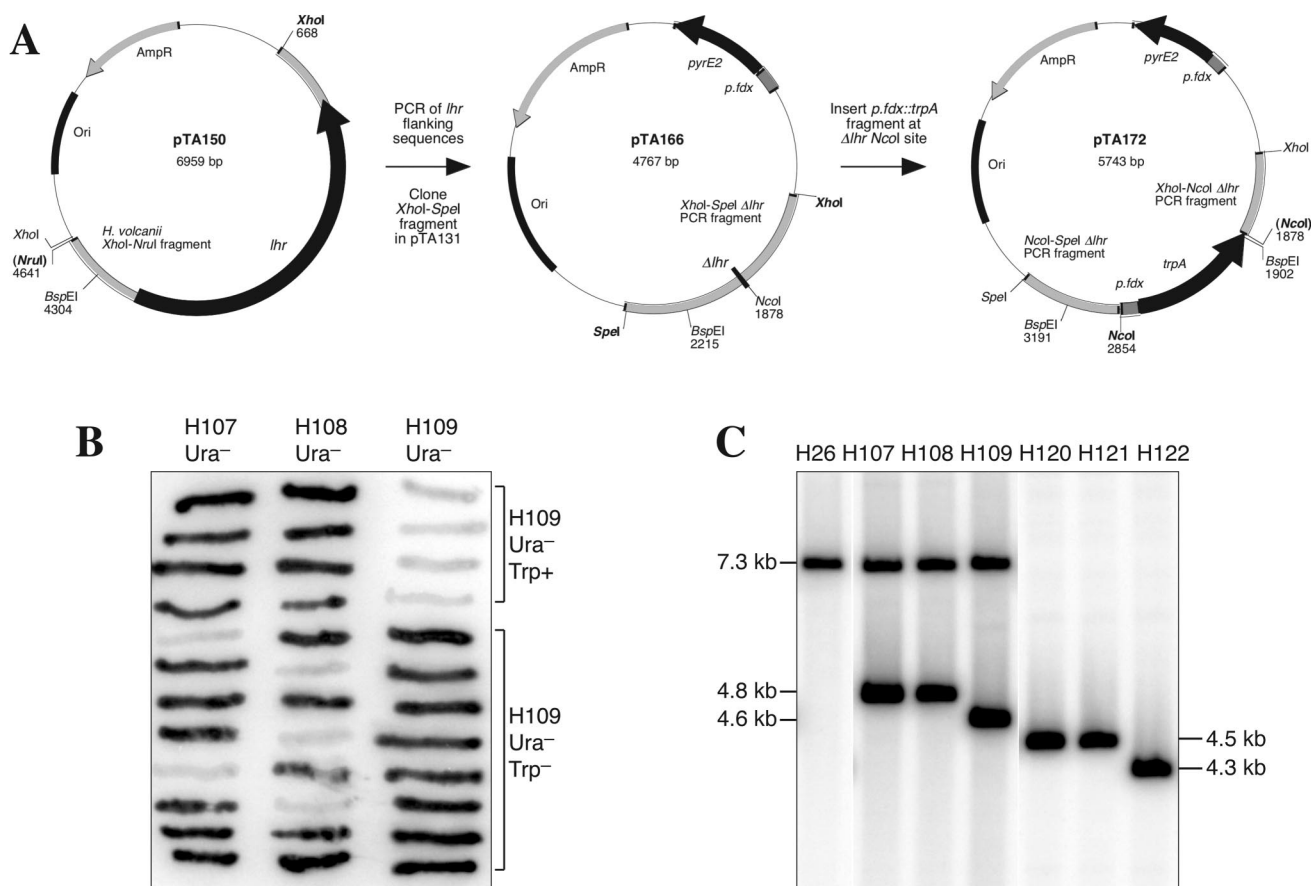 A
XhoI
668
AmpR
Ori
pTA150
6959 bp
XhoI
(NruI)
4641
H. volcanii
XhoI-NruI fragment
BspEI
4304
lhr
PCR of lhr
flanking
sequences
Clone
XhoI-SpeI
fragment
in pTA131
AmpR
pyrE2
p.fdx
pTA166
4767 bp
Ori
XhoI-SpeI Δlhr
PCR fragment
XhoI
Δlhr
NcoI
1878
SpeI
BspEI
2215
Insert p.fdx::trpA
fragment at
Δlhr NcoI site
AmpR
pyrE2
p.fdx
pTA172
5743 bp
Ori
XhoI
XhoI-NcoI Δlhr
PCR fragment
(NcoI)
1878
BspEI
1902
NcoI-SpeI Δlhr
PCR fragment
trpA
p.fdx
SpeI
BspEI
3191
NcoI
2854
B
H107 H108 H109
Ura– Ura– Ura–
H109
Ura–
Trp+
H109
Ura–
Trp–
C
H26 H107 H108 H109 H120 H121 H122
7.3 kb
4.8 kb
4.6 kb
4.5 kb
4.3 kb